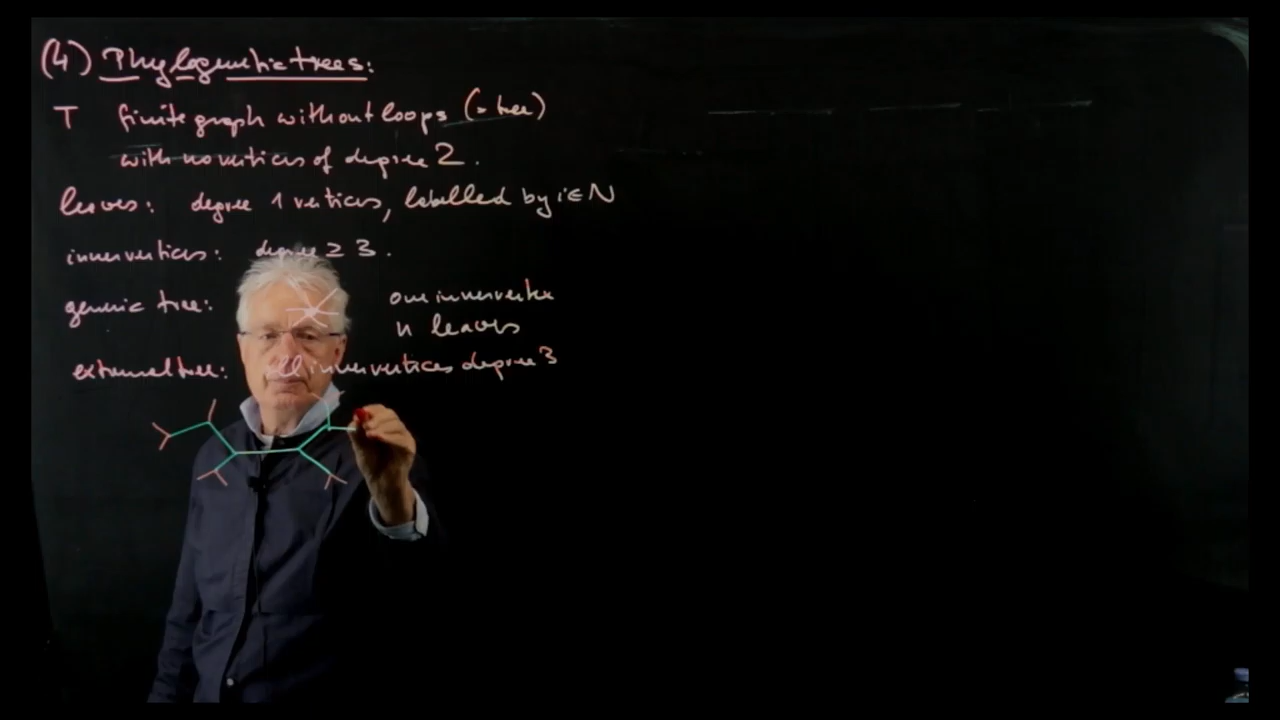 (4) Phylogenetic trees:
T finite graph without loops (= tree)
with no vertices of degree 2.
leaves: degree 1 vertices, labelled by i∈N
inner vertices: degree ≥ 3.
generic tree: one inner vertex
n leaves
extremal tree: all inner vertices degree 3